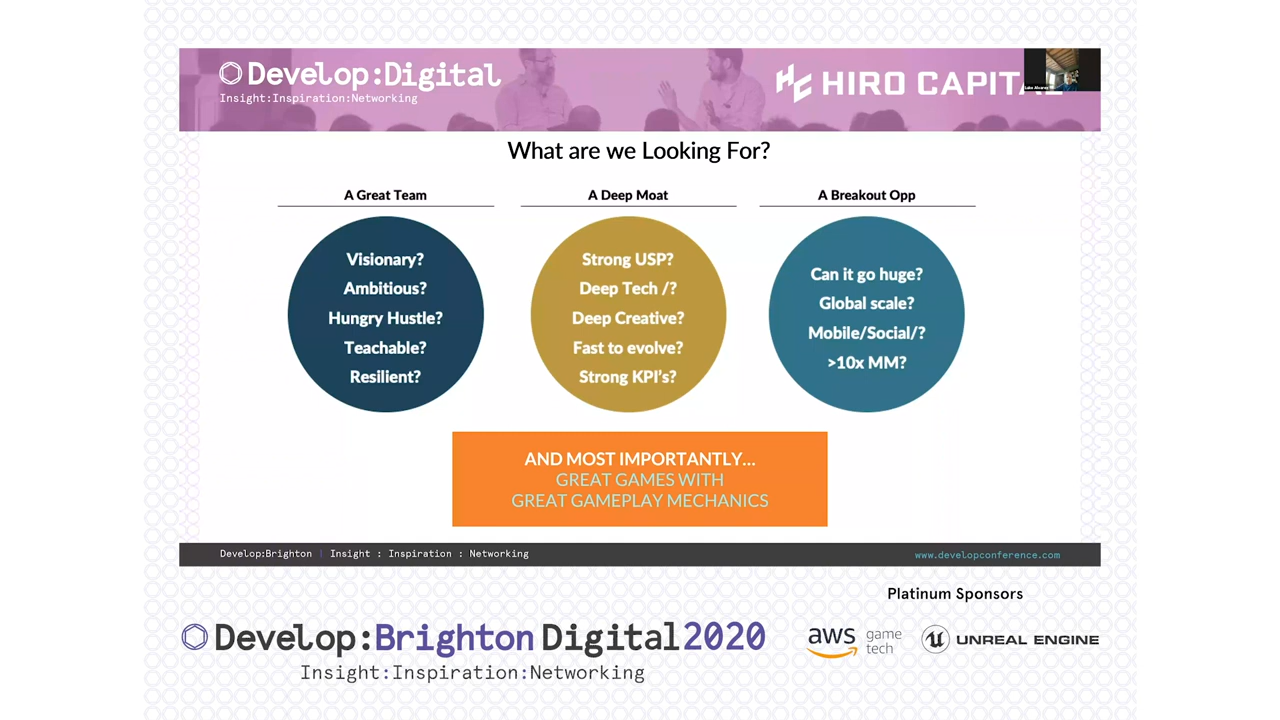 Develop:Digital
Insight:Inspiration:Networking
HIRO CAPITAL
Luke Alvarez
What are we Looking For?
A Great Team
Visionary?
Ambitious?
Hungry Hustle?
Teachable?
Resilient?
A Deep Moat
Strong USP?
Deep Tech /?
Deep Creative?
Fast to evolve?
Strong KPI's?
A Breakout Opp
Can it go huge?
Global scale?
Mobile/Social/?
>10x MM?
AND MOST IMPORTANTLY...
GREAT GAMES WITH
GREAT GAMEPLAY MECHANICS
Develop:Brighton | Insight : Inspiration : Networking
www.developconference.com
Platinum Sponsors
Develop:Brighton Digital 2020
Insight:Inspiration:Networking
aws game tech
UNREAL ENGINE